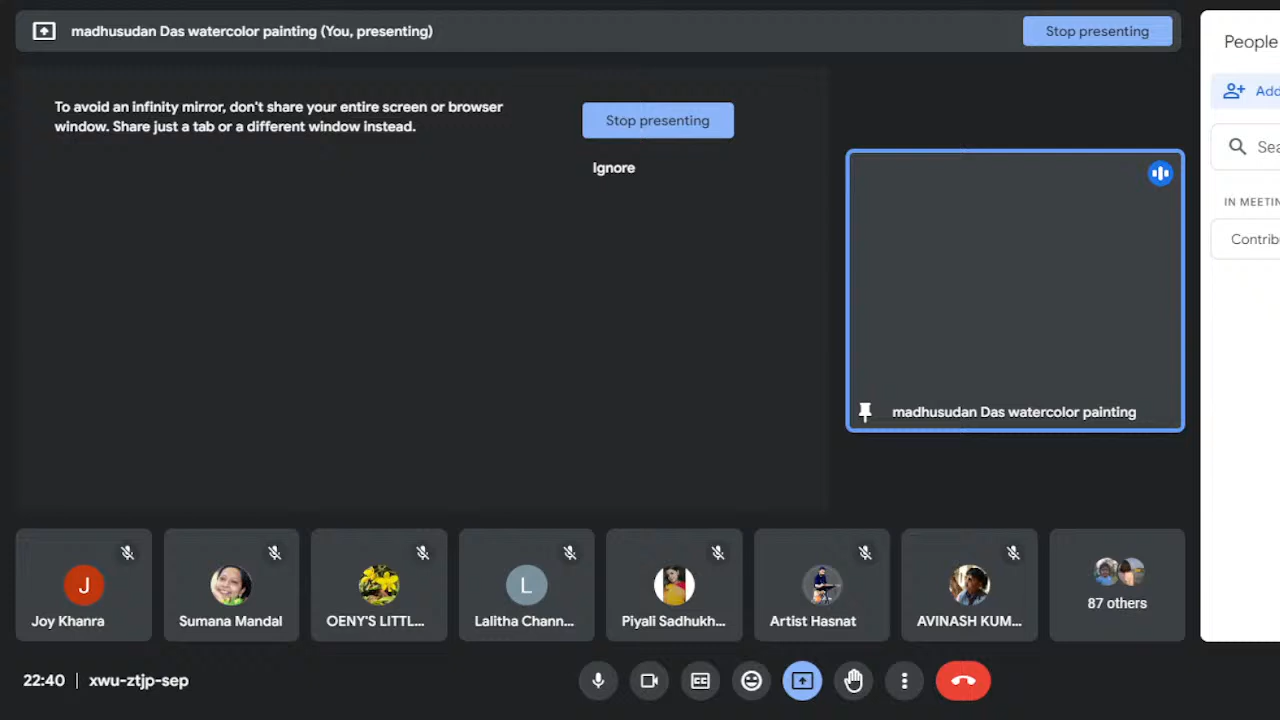 madhusudan Das watercolor painting (You, presenting)
Stop presenting
People
Add
To avoid an infinity mirror, don't share your entire screen or browser
window. Share just a tab or a different window instead.
Stop presenting
Ignore
Sea
IN MEETIN
Contrib
madhusudan Das watercolor painting
J
Joy Khanra
Sumana Mandal
OENY'S LITTL...
L
Lalitha Chann...
Piyali Sadhukh...
Artist Hasnat
AVINASH KUM...
87 others
22:40 | xwu-ztjp-sep
CC